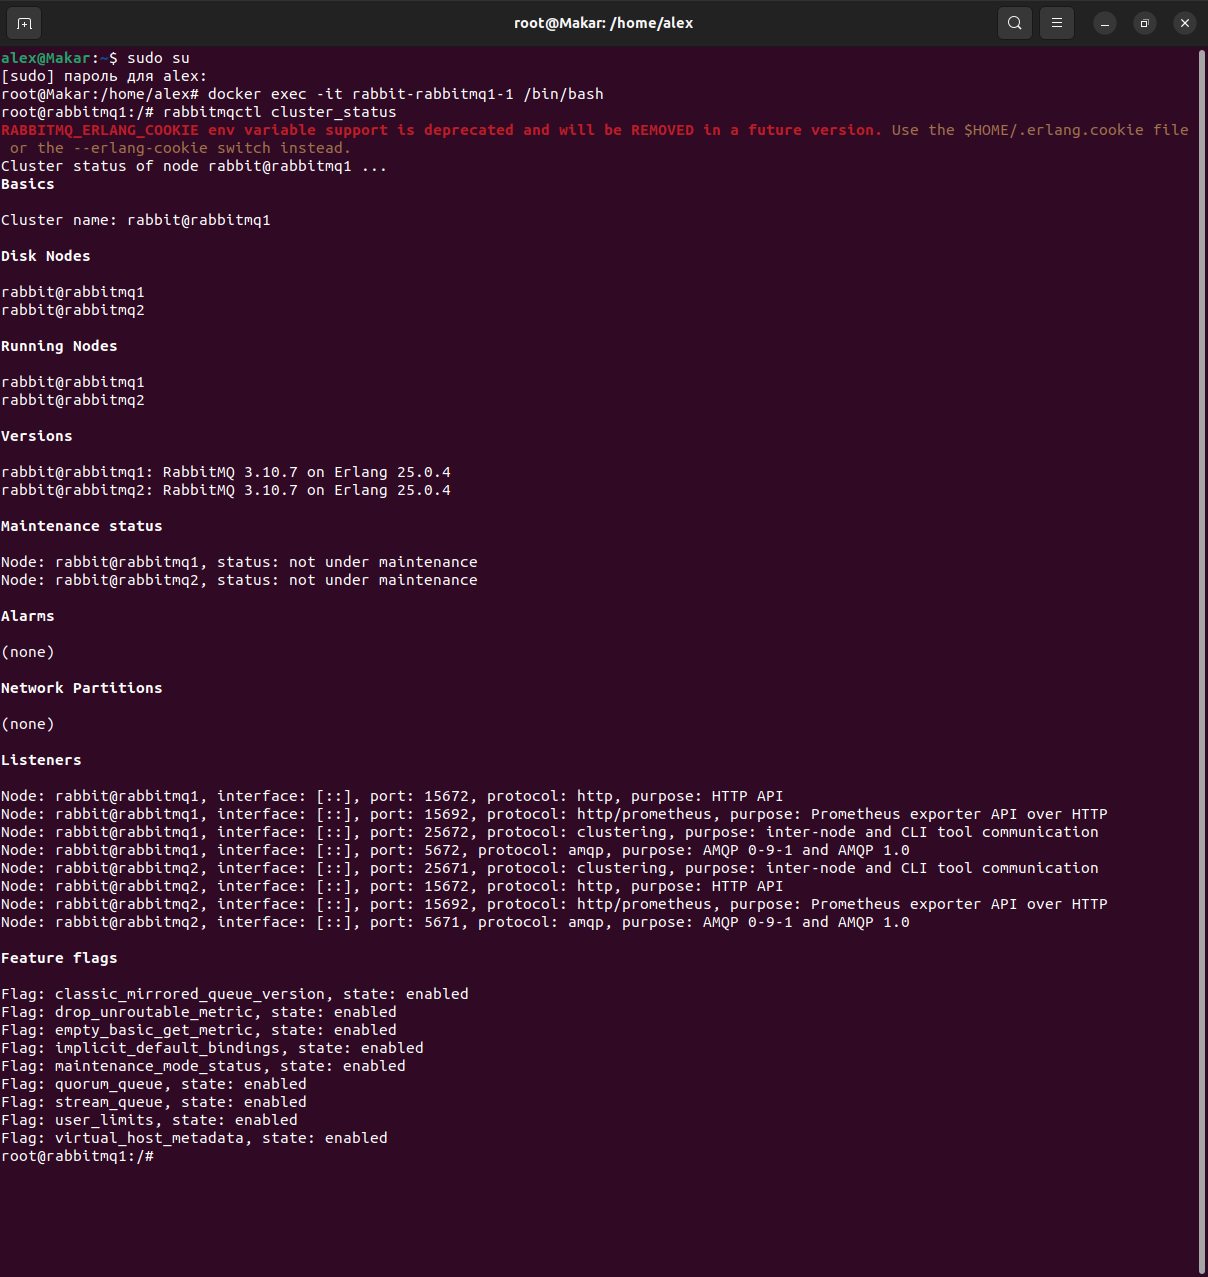 root@Makar: /home/alex
alex@Makar:~$ sudo su
[sudo] пароль для alex:
root@Makar:/home/alex# docker exec -it rabbit-rabbitmq1-1 /bin/bash
root@rabbitmq1:/# rabbitmqctl cluster_status
RABBITMQ_ERLANG_COOKIE env variable support is deprecated and will be REMOVED in a future version. Use the $HOME/.erlang.cookie file
or the --erlang-cookie switch instead.
Cluster status of node rabbit@rabbitmq1 ...
Basics
Cluster name: rabbit@rabbitmq1
Disk Nodes
rabbit@rabbitmq1
rabbit@rabbitmq2
Running Nodes
rabbit@rabbitmq1
rabbit@rabbitmq2
Versions
rabbit@rabbitmq1: RabbitMQ 3.10.7 on Erlang 25.0.4
rabbit@rabbitmq2: RabbitMQ 3.10.7 on Erlang 25.0.4
Maintenance status
Node: rabbit@rabbitmq1, status: not under maintenance
Node: rabbit@rabbitmq2, status: not under maintenance
Alarms
(none)
Network Partitions
(none)
Listeners
Node: rabbit@rabbitmq1, interface: [::], port: 15672, protocol: http, purpose: HTTP API
Node: rabbit@rabbitmq1, interface: [::], port: 15692, protocol: http/prometheus, purpose: Prometheus exporter API over HTTP
Node: rabbit@rabbitmq1, interface: [::], port: 25672, protocol: clustering, purpose: inter-node and CLI tool communication
Node: rabbit@rabbitmq1, interface: [::], port: 5672, protocol: amqp, purpose: AMQP 0-9-1 and AMQP 1.0
Node: rabbit@rabbitmq2, interface: [::], port: 25671, protocol: clustering, purpose: inter-node and CLI tool communication
Node: rabbit@rabbitmq2, interface: [::], port: 15672, protocol: http, purpose: HTTP API
Node: rabbit@rabbitmq2, interface: [::], port: 15692, protocol: http/prometheus, purpose: Prometheus exporter API over HTTP
Node: rabbit@rabbitmq2, interface: [::], port: 5671, protocol: amqp, purpose: AMQP 0-9-1 and AMQP 1.0
Feature flags
Flag: classic_mirrored_queue_version, state: enabled
Flag: drop_unroutable_metric, state: enabled
Flag: empty_basic_get_metric, state: enabled
Flag: implicit_default_bindings, state: enabled
Flag: maintenance_mode_status, state: enabled
Flag: quorum_queue, state: enabled
Flag: stream_queue, state: enabled
Flag: user_limits, state: enabled
Flag: virtual_host_metadata, state: enabled
root@rabbitmq1:/#